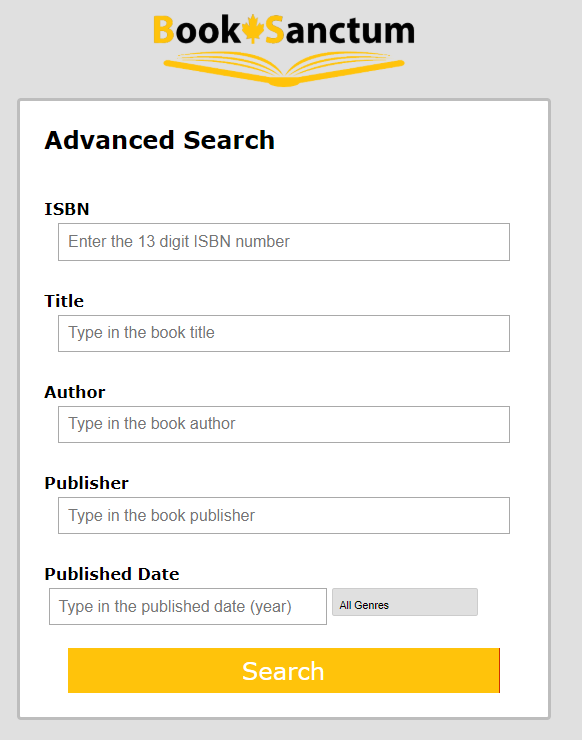 Book Sanctum
Advanced Search
ISBN
Enter the 13 digit ISBN number
Title
Type in the book title
Author
Type in the book author
Publisher
Type in the book publisher
Published Date
Type in the published date (year) All Genres
Search